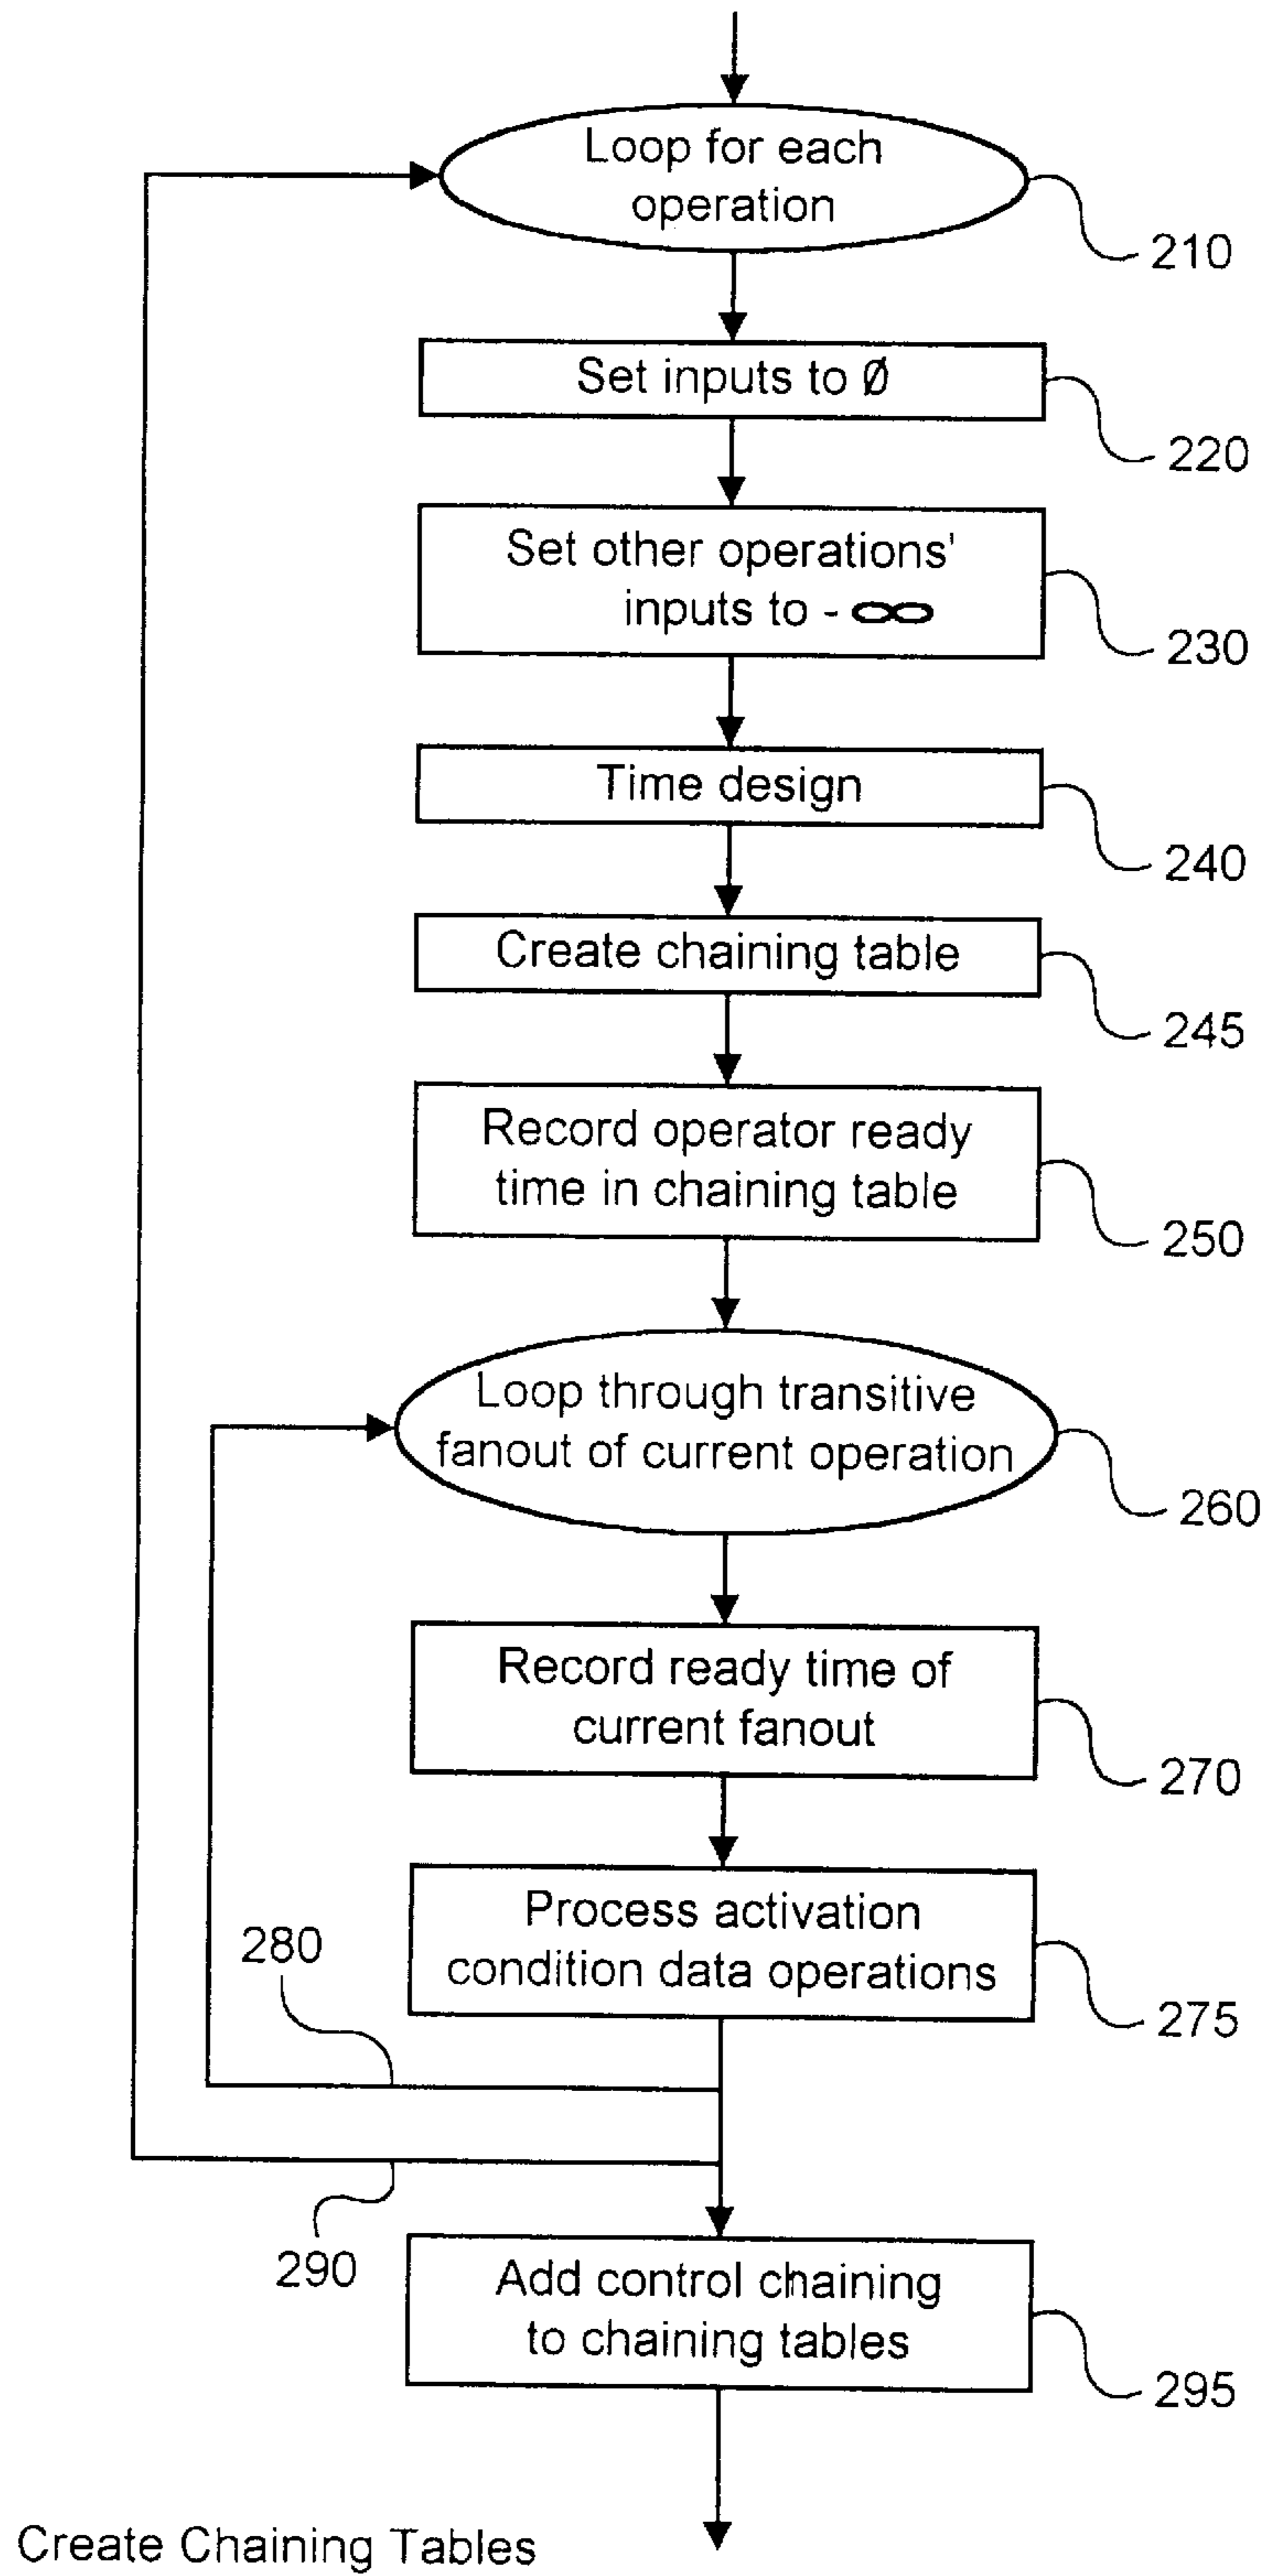 Loop for each
operation
210
Set inputs to Ø
220
Set other operations'
inputs to - ∞
230
Time design
240
Create chaining table
245
Record operator ready
time in chaining table
250
Loop through transitive
fanout of current operation
260
Record ready time of
current fanout
270
Process activation
condition data operations
275
280
290
Add control chaining
to chaining tables
295
Create Chaining Tables